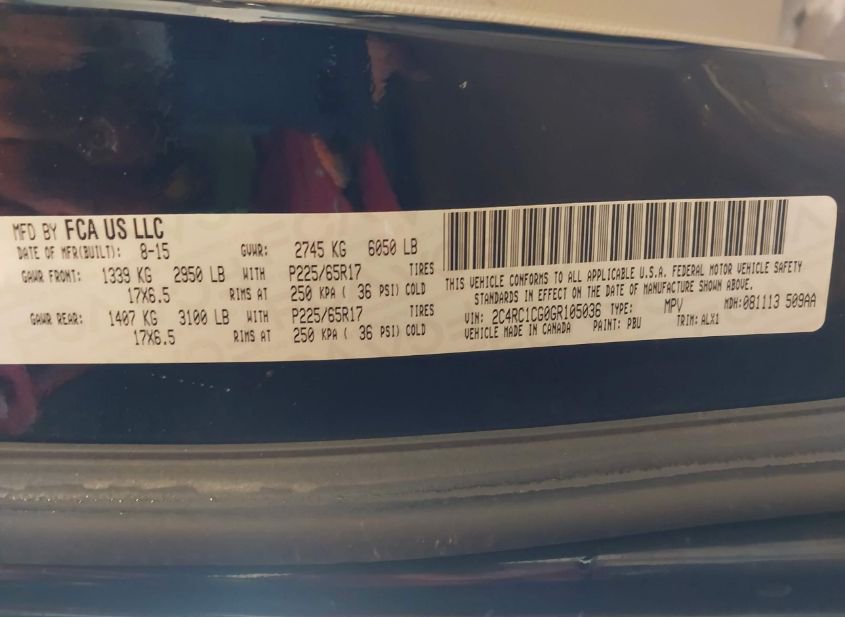 MFD BY FCA US LLC
DATE OF MFR(BUILT): 8-15 GVWR: 2745 KG 6050 LB
GAWR FRONT: 1339 KG 2950 LB WITH P225/65R17 TIRES
17X6.5 RIMS AT 250 KPA ( 36 PSI) COLD
GAWR REAR: 1407 KG 3100 LB WITH P225/65R17 TIRES
17X6.5 RIMS AT 250 KPA ( 36 PSI) COLD
THIS VEHICLE CONFORMS TO ALL APPLICABLE U.S.A. FEDERAL MOTOR VEHICLE SAFETY
STANDARDS IN EFFECT ON THE DATE OF MANUFACTURE SHOWN ABOVE.
VIN: 2C4RC1CG0GR105036 TYPE: MPV MDH: 081113 509AA
VEHICLE MADE IN CANADA PAINT: PBU TRIM: ALX1